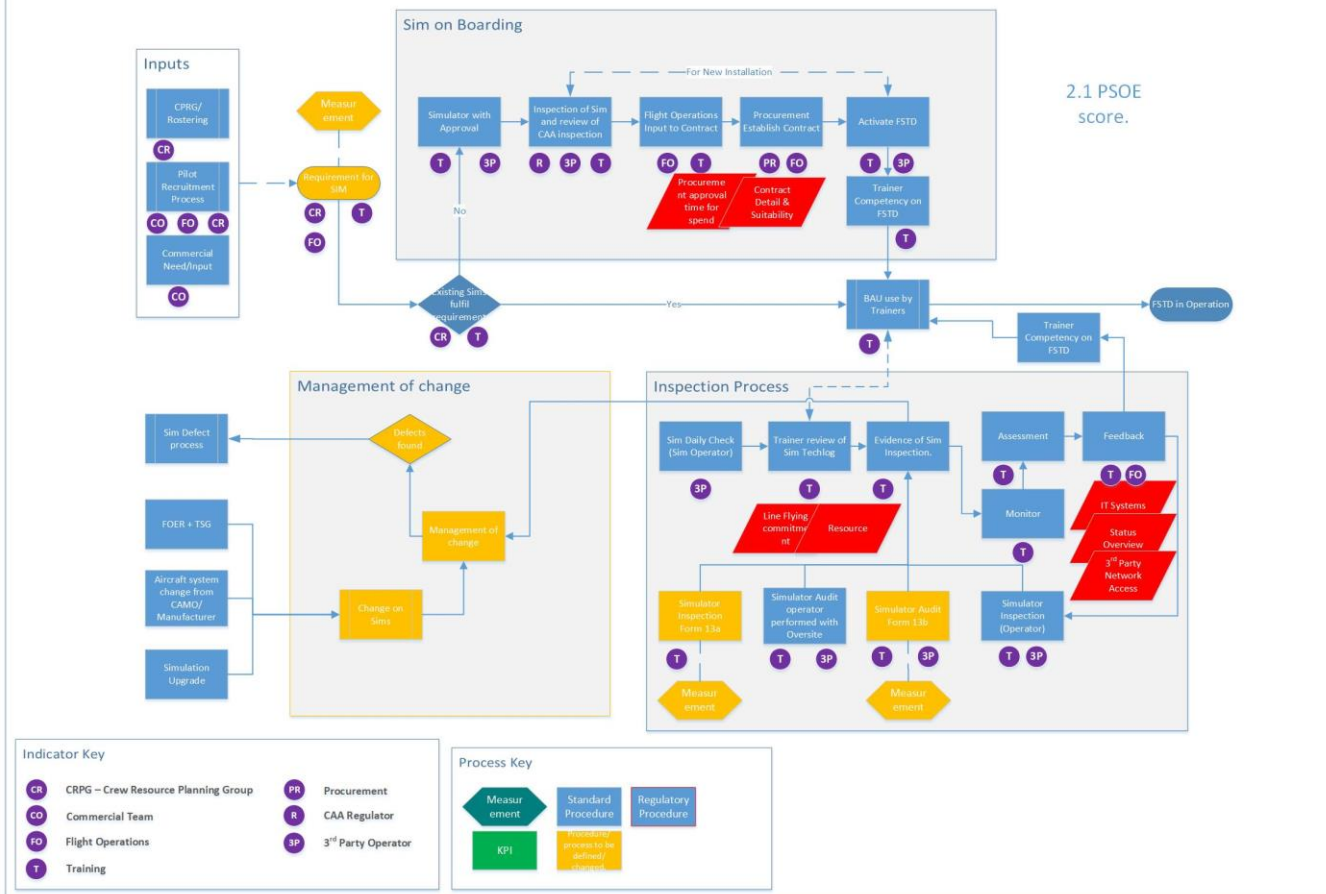 Sim on Boarding
Inputs
CPRG/
Rostering
CR
Pilot
Recruitment
Process
CO
FO
CR
Commercial
Need/Input
CO
Measur
ement
Requirement for
SIM
CR
T
FO
For New Installation
Simulator with
Approval
T
3P
Inspection of Sim
and review of
CAA inspection
R
3P
T
Flight Operations
Input to Contract
FO
T
Procurement
Establish Contract
PR
FO
Activate FSTD
T
3P
Procureme
nt approval
time for
spend
Contract
Detail &
Suitability
Trainer
Competency on
FSTD
T
2.1 PSOE
score.
No
Existing Sims
fulfil
requirement
CR
T
Yes
BAU use by
Trainers
T
FSTD in Operation
Trainer
Competency on
FSTD
Management of change
Sim Defect
process
Defects
found
FOER + TSG
Management of
change
Aircraft system
change from
CAMO/
Manufacturer
Change on
Sims
Simulation
Upgrade
Inspection Process
Sim Daily Check
(Sim Operator)
3P
Trainer review of
Sim Techlog
T
Evidence of Sim
Inspection.
T
Assessment
T
Feedback
T
FO
Line Flying
commitme
nt
Resource
Monitor
T
IT Systems
Status
Overview
3rd Party
Network
Access
Simulator
Inspection
Form 13a
T
Simulator Audit
operator
performed with
Oversite
T
3P
Simulator Audit
Form 13b
T
3P
Simulator
Inspection
(Operator)
T
3P
Measur
ement
Measur
ement
Indicator Key
CR CRPG – Crew Resource Planning Group
CO Commercial Team
FO Flight Operations
T Training
PR Procurement
R CAA Regulator
3P 3rd Party Operator
Process Key
Measur
ement
Standard
Procedure
Regulatory
Procedure
KPI
Procedure/
process to be
defined/
changed